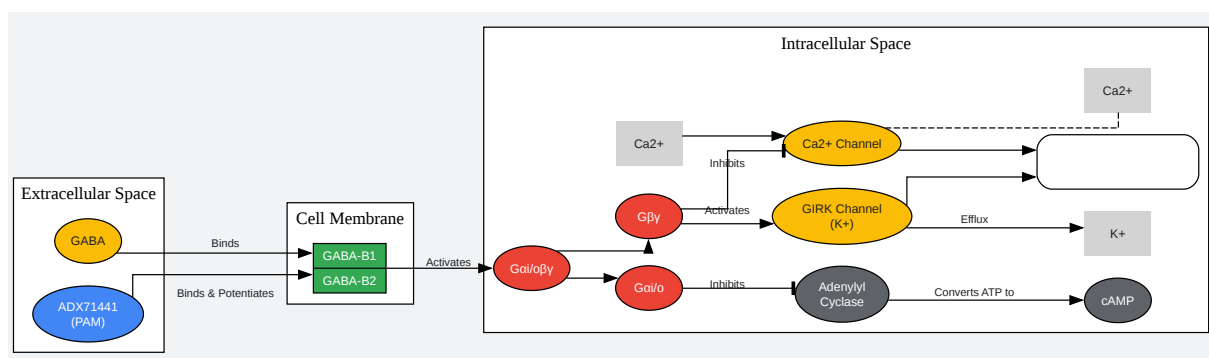 Intracellular Space
Ca2+
Ca2+
Ca2+ Channel
Inhibits
Extracellular Space
Cell Membrane
Gβγ
Activates
GIRK Channel
(K+)
Efflux
K+
GABA
Binds
GABA-B1
GABA-B2
Activates
Gαi/oβγ
Binds & Potentiates
ADX71441
(PAM)
Gαi/o
Inhibits
Adenylyl
Cyclase
Converts ATP to
cAMP